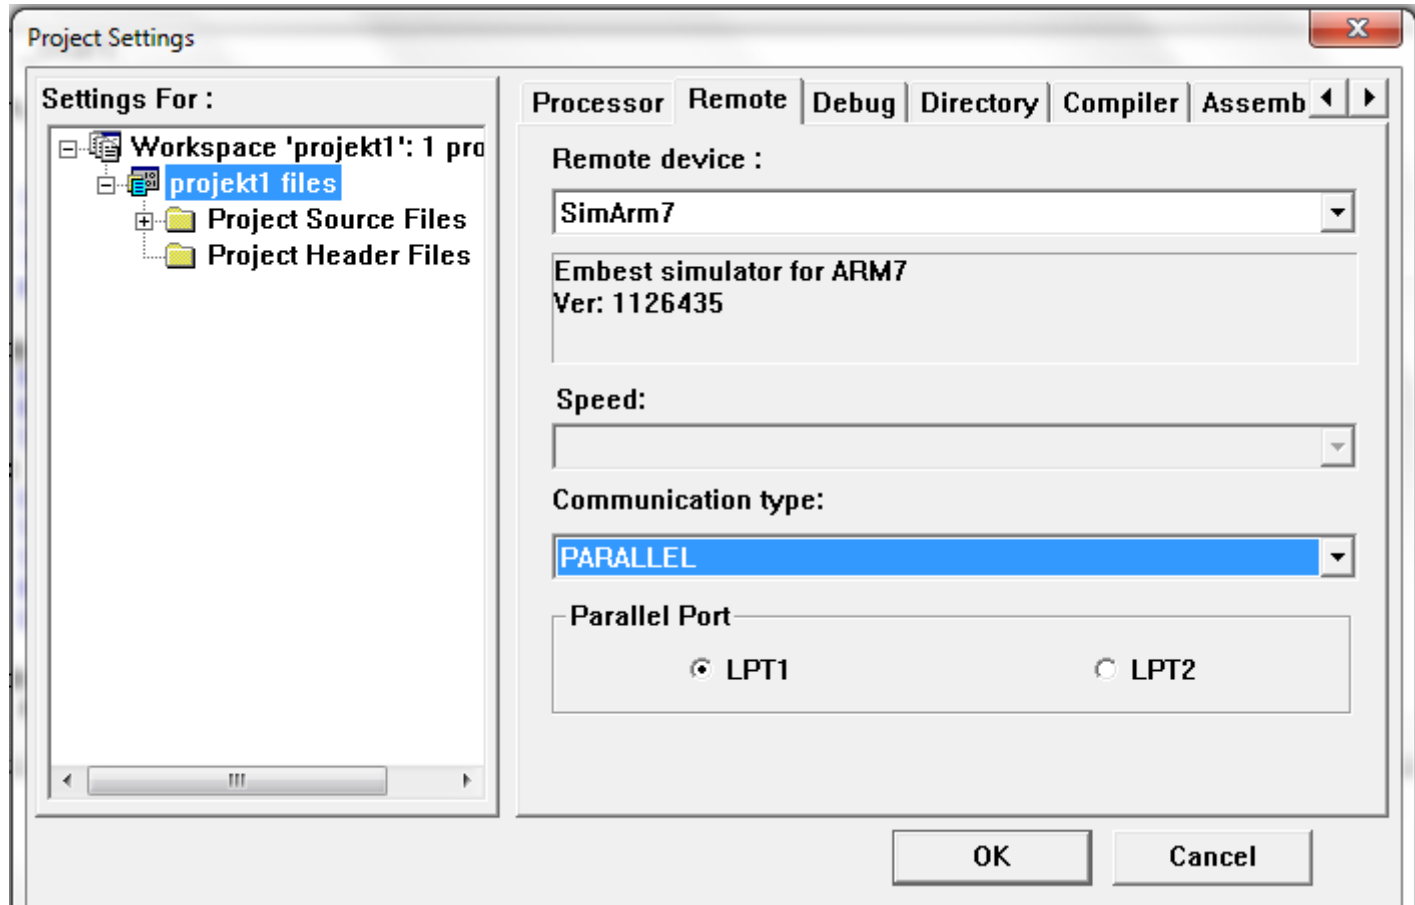 Project Settings
Settings For :
Workspace 'projekt1': 1 pro
projekt1 files
Project Source Files
Project Header Files
Processor Remote Debug Directory Compiler Assemb
Remote device :
SimArm7
Embest simulator for ARM7
Ver: 1126435
Speed:
Communication type:
PARALLEL
Parallel Port
LPT1 LPT2
OK Cancel